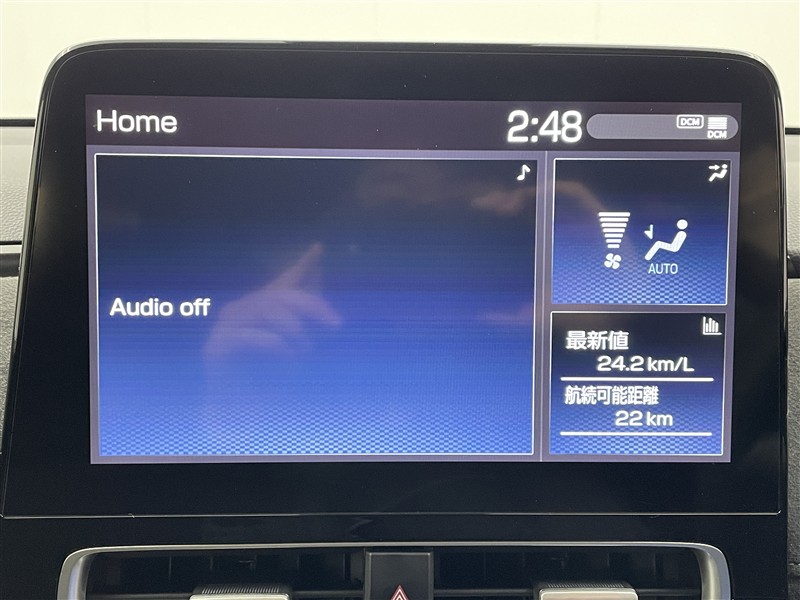 Home
2:48
DCM
DCM
Audio off
AUTO
最新値
24.2 km/L
航続可能距離
22 km